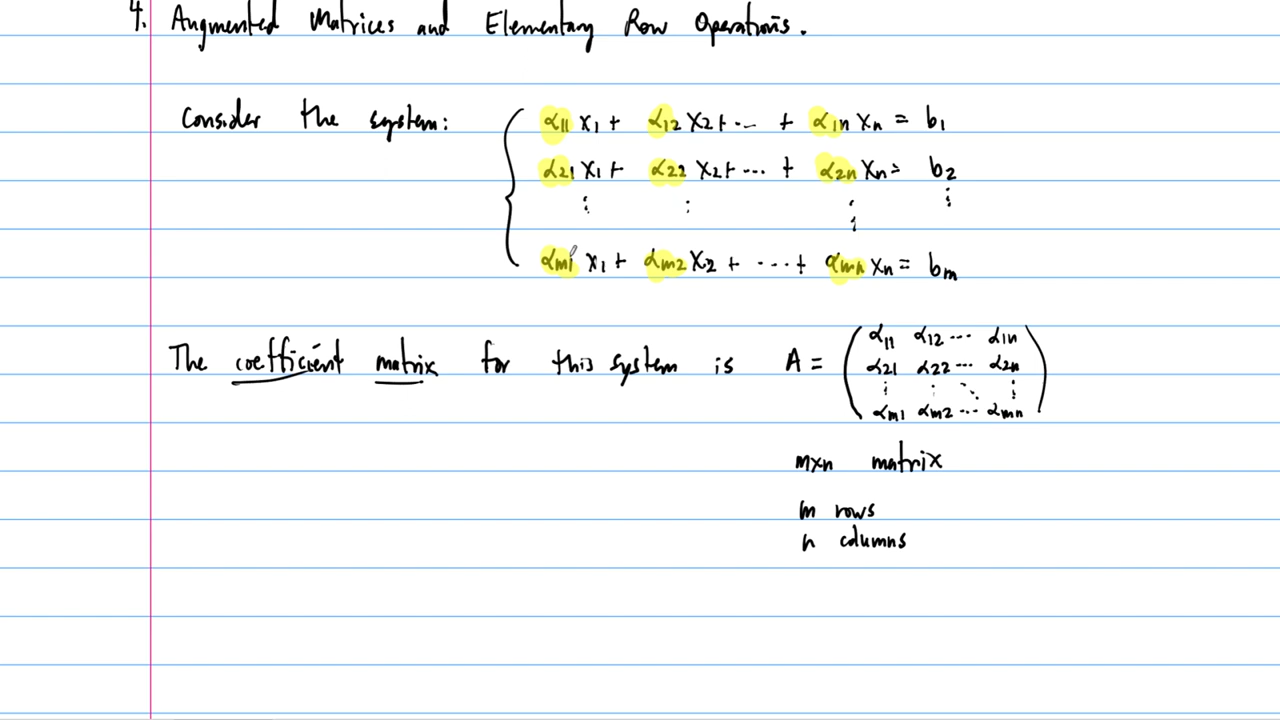 4. Augmented Matrices and Elementary Row Operations.
Consider the system: { α11 x1 + α12 x2 + ... + α1n xn = b1
α21 x1 + α22 x2 + ... + α2n xn = b2
⋮ ⋮ ⋮ ⋮
αm1 x1 + αm2 x2 + ... + αmn xn = bm
The coefficient matrix for this system is A = ( α11 α12 ... α1n
α21 α22 ... α2n
⋮ ⋮ ⋱ ⋮
αm1 αm2 ... αmn )
m×n matrix
m rows
n columns